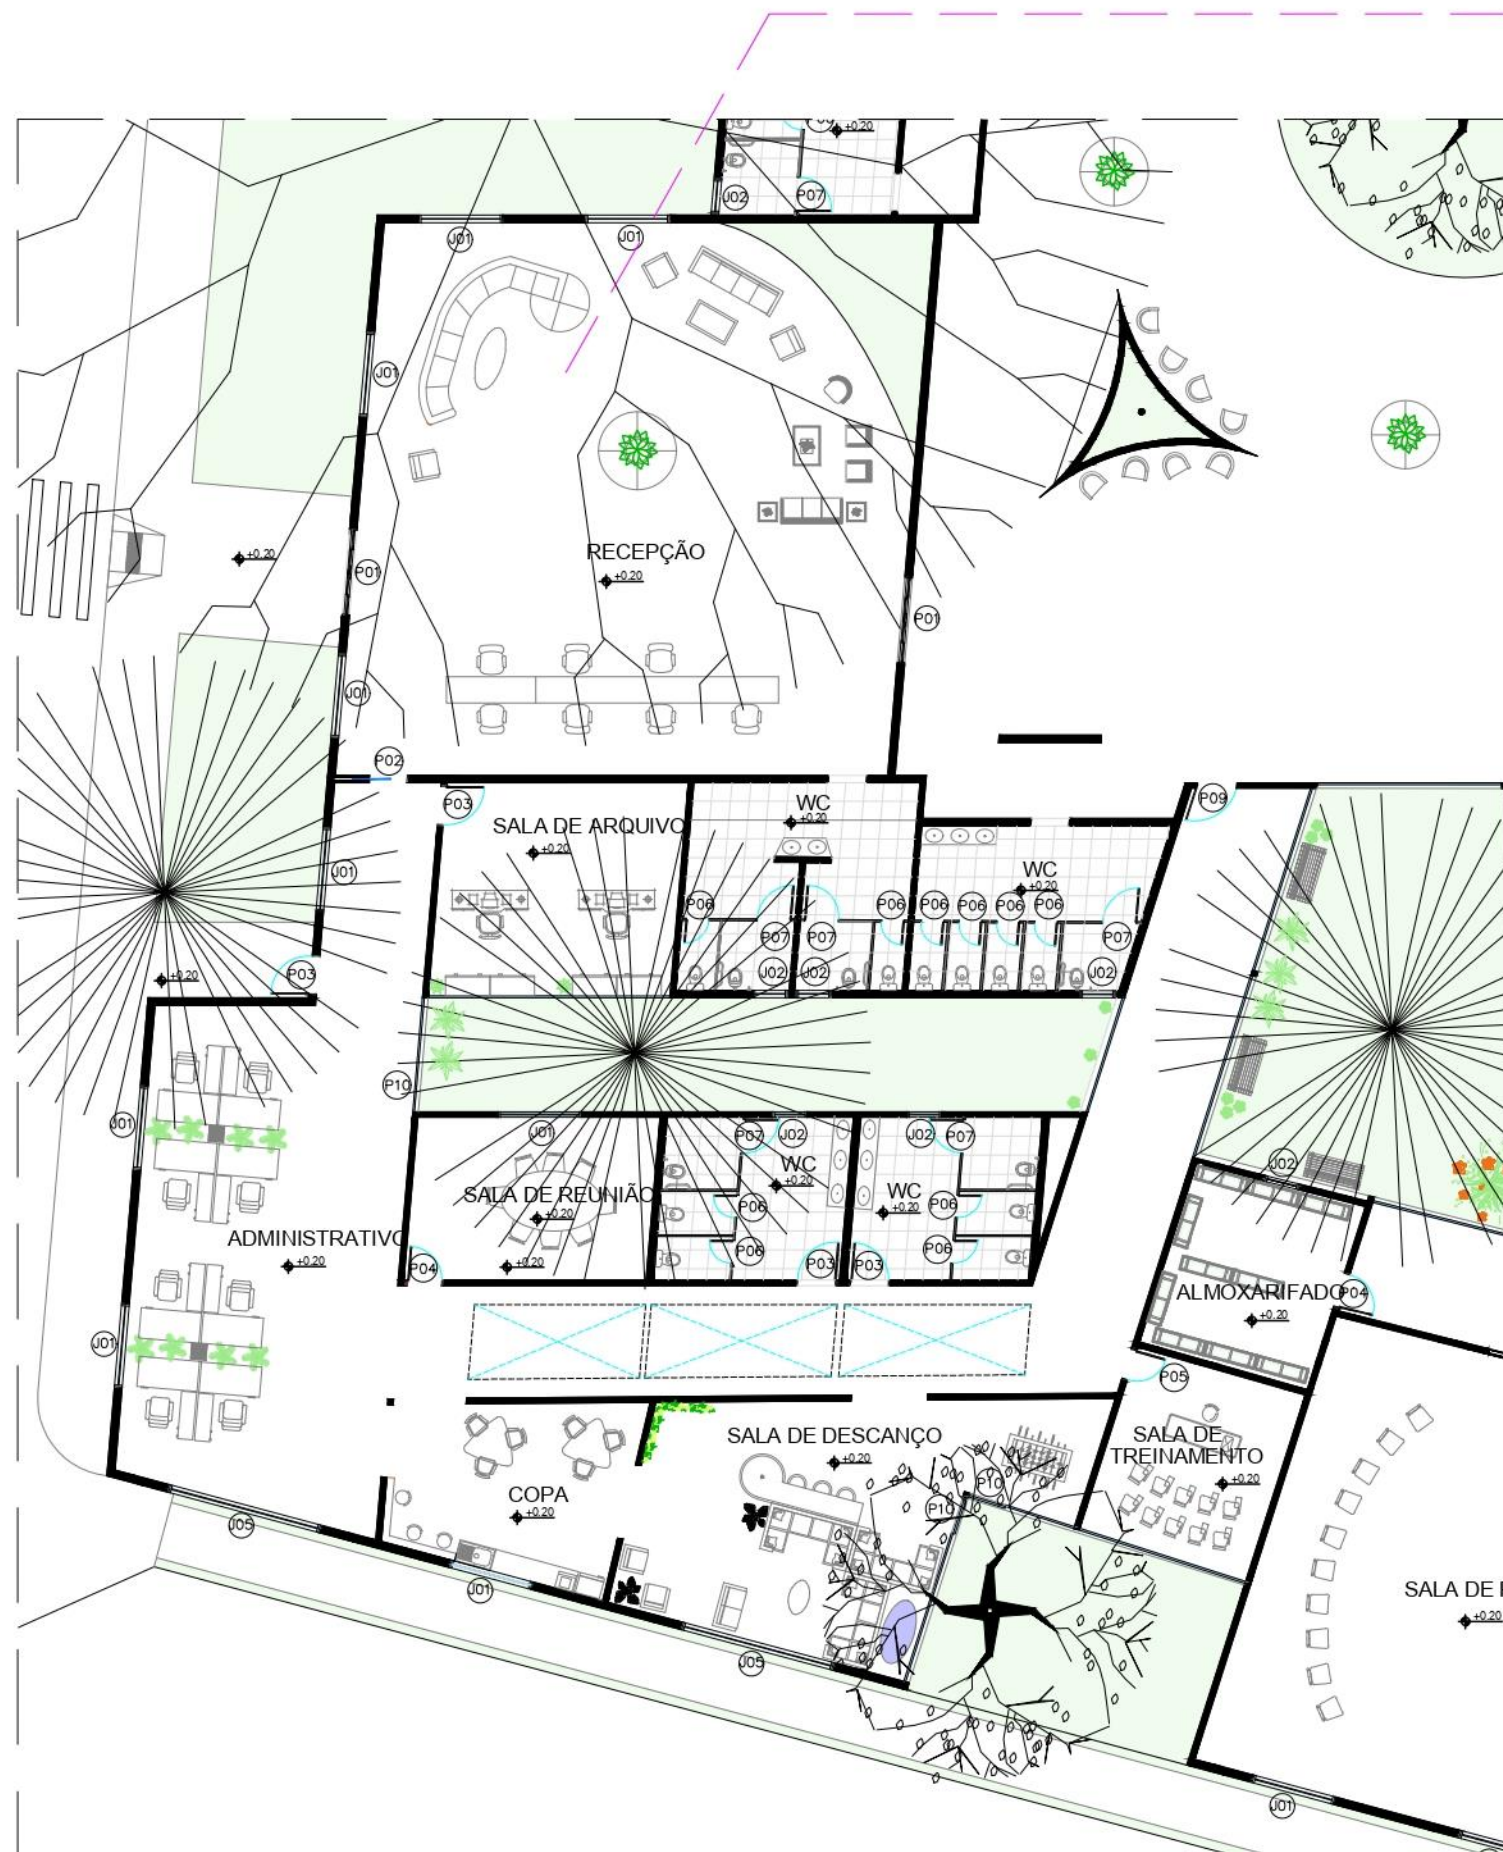 +0.20
J02
P07
J01
J01
J01
RECEPÇÃO
+0.20
+0.20
P01
P01
J01
P02
P03
WC
+0.20
P09
SALA DE ARQUIVO
+0.20
WC
+0.20
J01
P06
P06
P06
P06
P06
P06
P07
P07
P07
J02
J02
J02
+0.20
P03
P10
J01
J01
P07
J02
J02
P07
WC
+0.20
J02
SALA DE REUNIÃO
+0.20
WC
+0.20
P06
P06
ADMINISTRATIVO
+0.20
+0.20
P04
P06
P06
P03
P03
ALMOXARIFADO
P04
+0.20
J01
P05
SALA DE DESCANÇO
+0.20
SALA DE
TREINAMENTO
+0.20
P10
P10
COPA
+0.20
J05
J01
SALA DE
+0.20
J05
J01